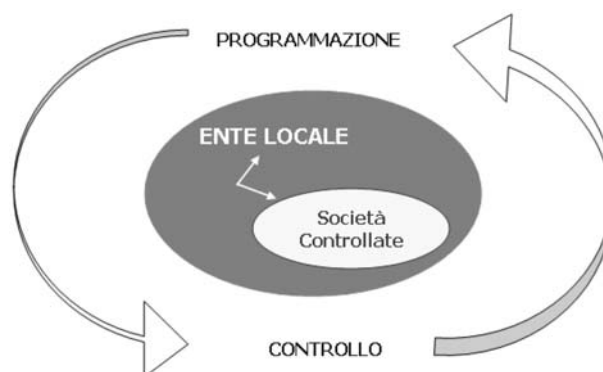 PROGRAMMAZIONE
ENTE LOCALE
Società
Controllate
CONTROLLO